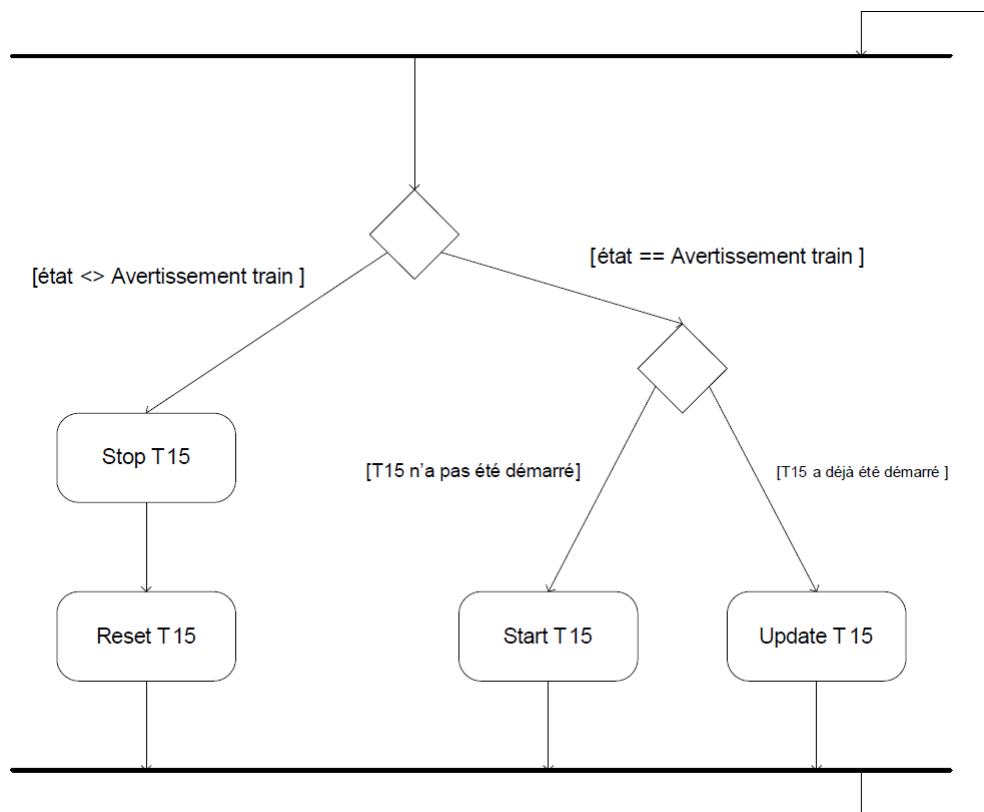 [état == Avertissement train ]
[état <> Avertissement train ]
Stop T15
[T15 n'a pas été démarré]
[T15 a déjà été démarré ]
Reset T15
Start T15
Update T15